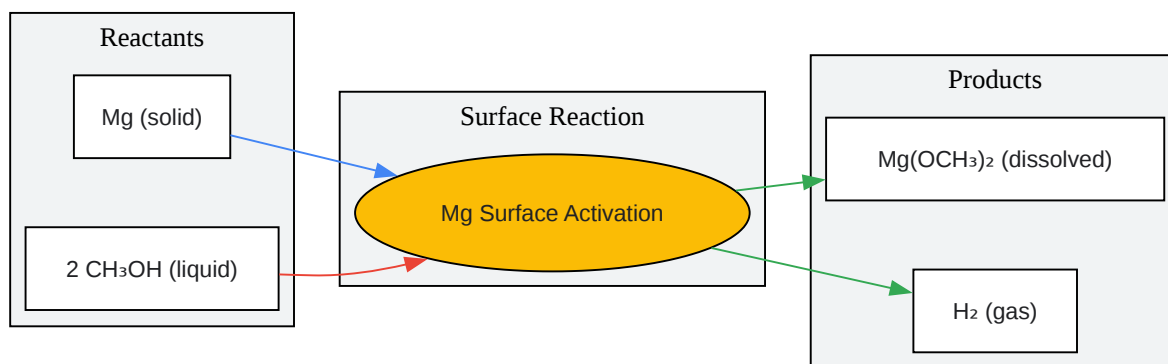 Reactants
Mg (solid)
2 CH₃OH (liquid)
Surface Reaction
Mg Surface Activation
Products
Mg(OCH₃)₂ (dissolved)
H₂ (gas)